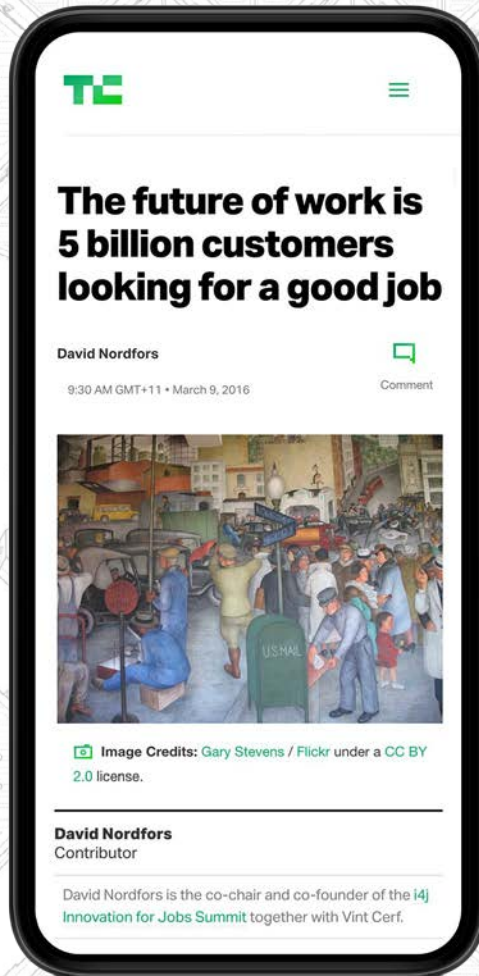 TC
The future of work is
5 billion customers
looking for a good job
David Nordfors
9:30 AM GMT+11 • March 9, 2016
Comment
U.S. MAIL
Image Credits: Gary Stevens / Flickr under a CC BY
2.0 license.
David Nordfors
Contributor
David Nordfors is the co-chair and co-founder of the i4j
Innovation for Jobs Summit together with Vint Cerf.